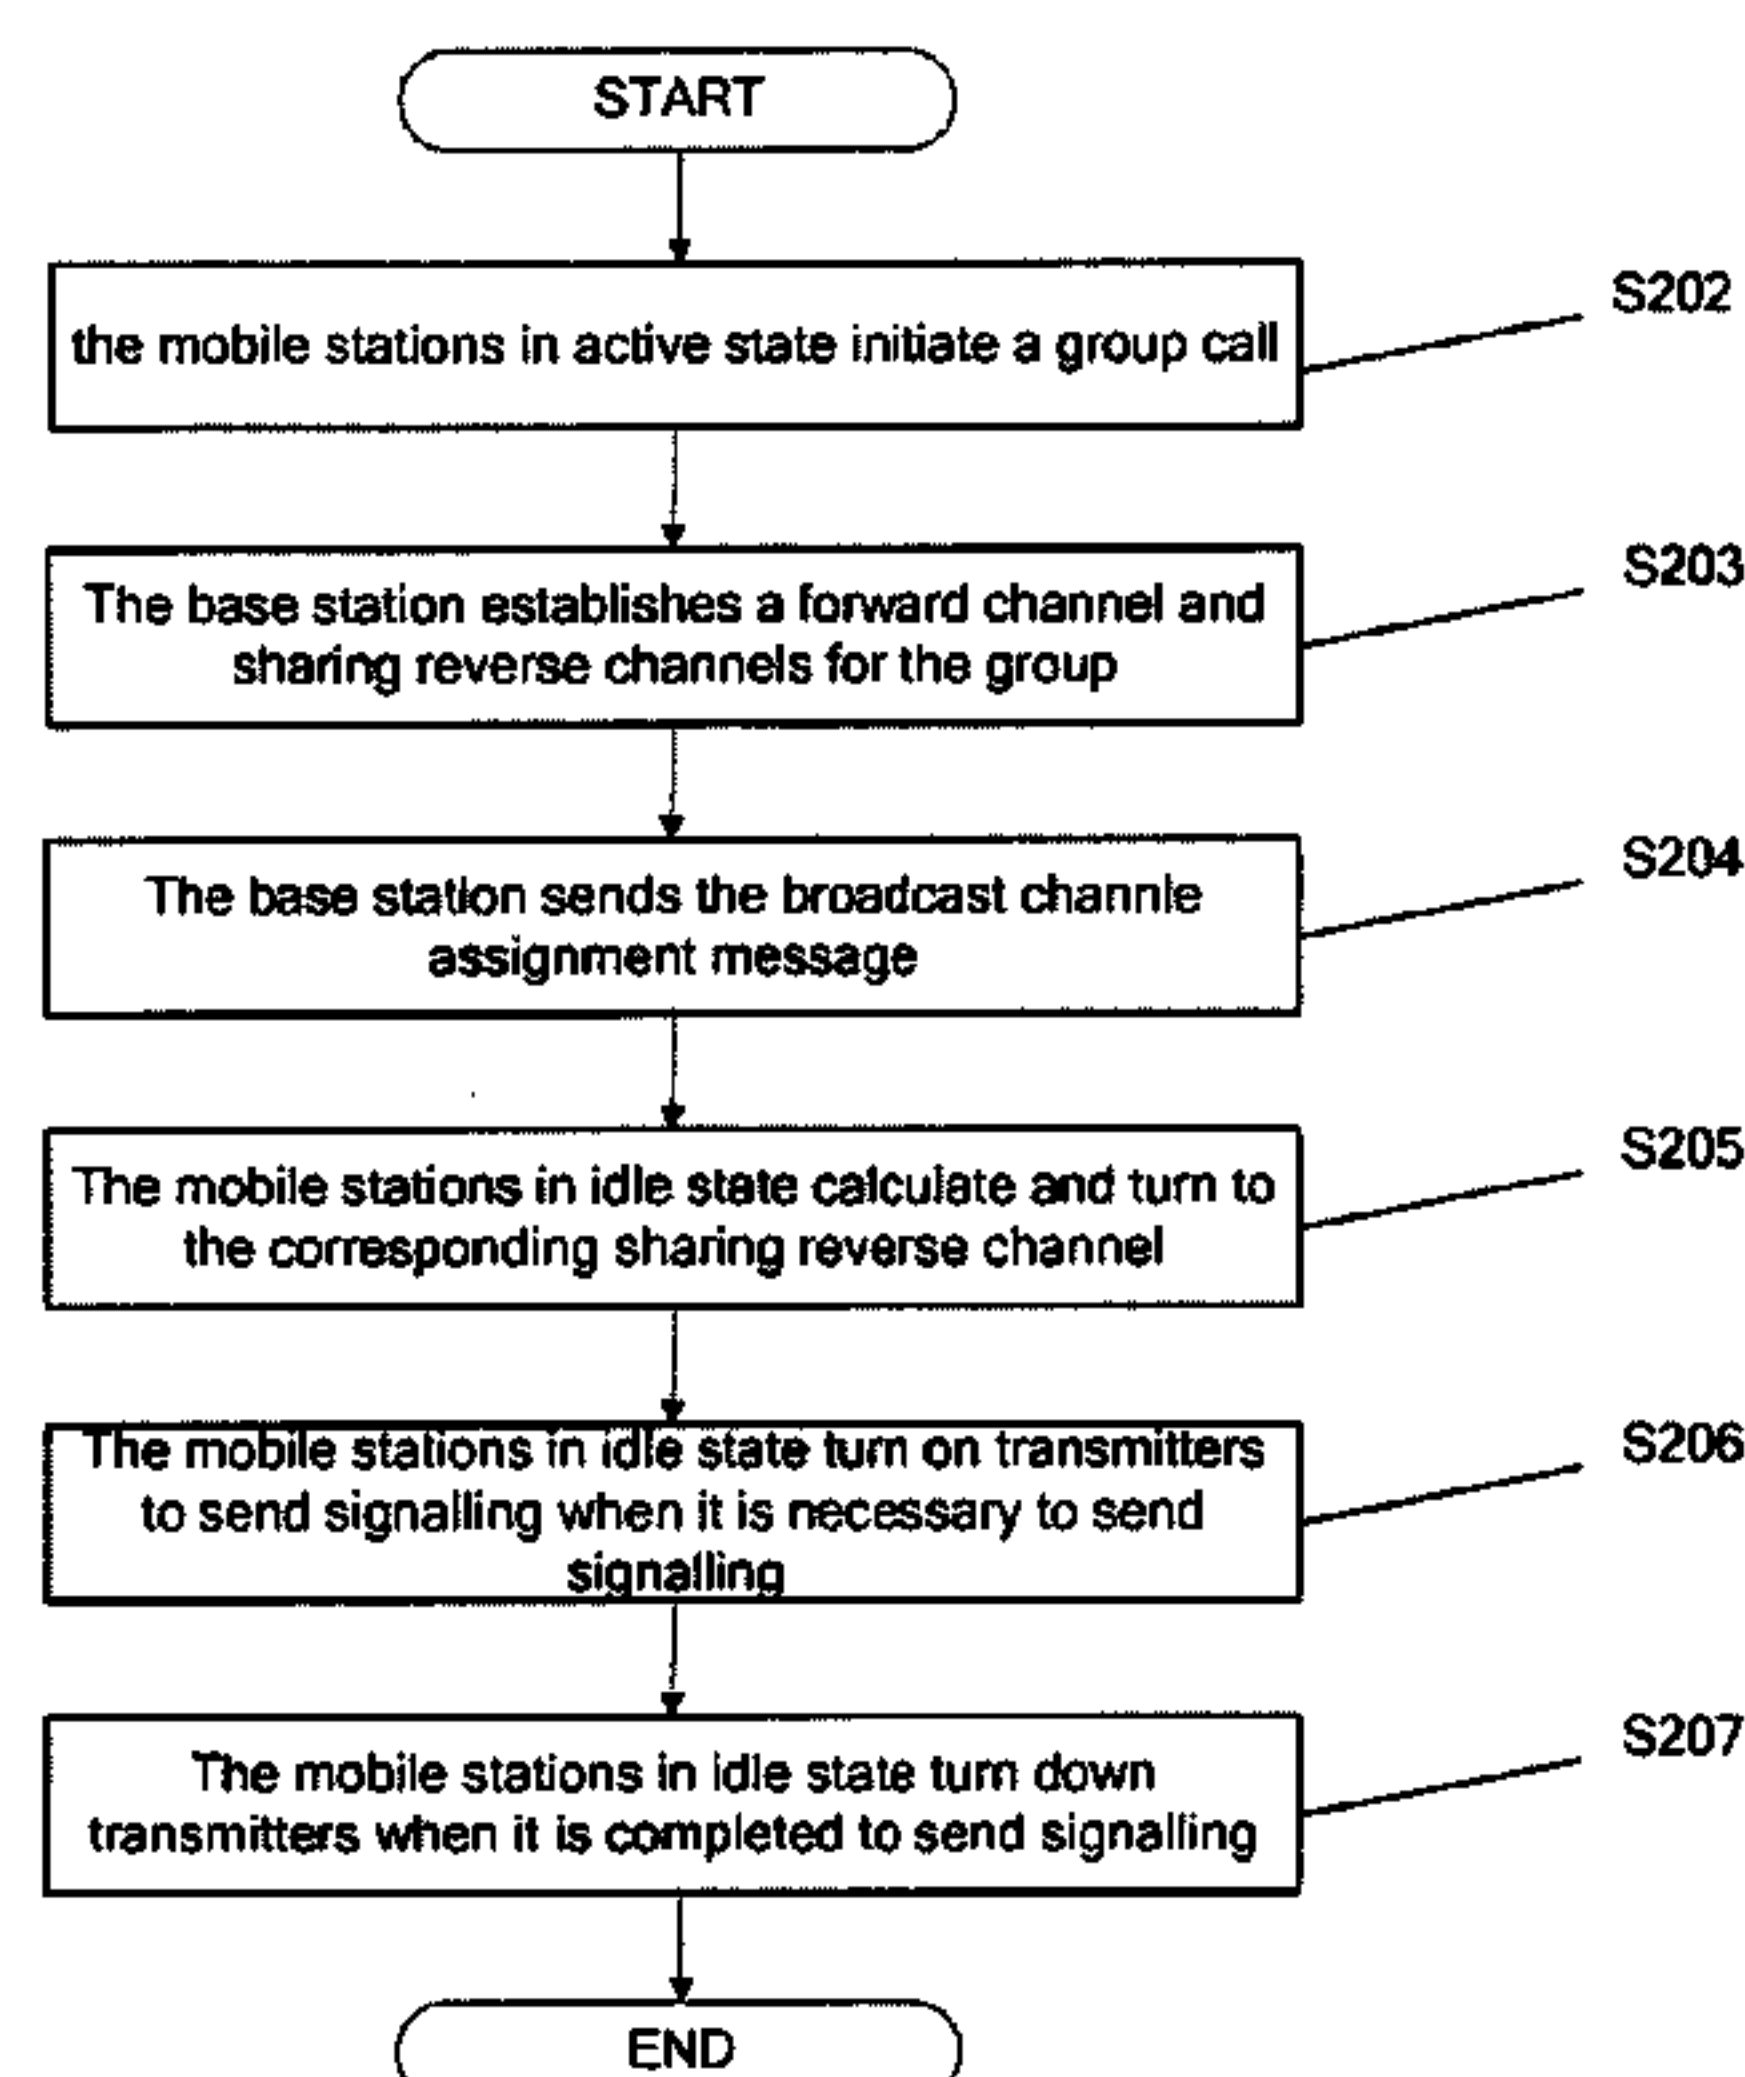 START
the mobile stations in active state initiate a group call
S202
The base station establishes a forward channel and
sharing reverse channels for the group
S203
The base station sends the broadcast channle
assignment message
S204
The mobile stations in idle state calculate and turn to
the corresponding sharing reverse channel
S205
The mobile stations in idle state turn on transmitters
to send signalling when it is necessary to send
signalling
S206
The mobile stations in idle state turn down
transmitters when it is completed to send signalling
S207
END